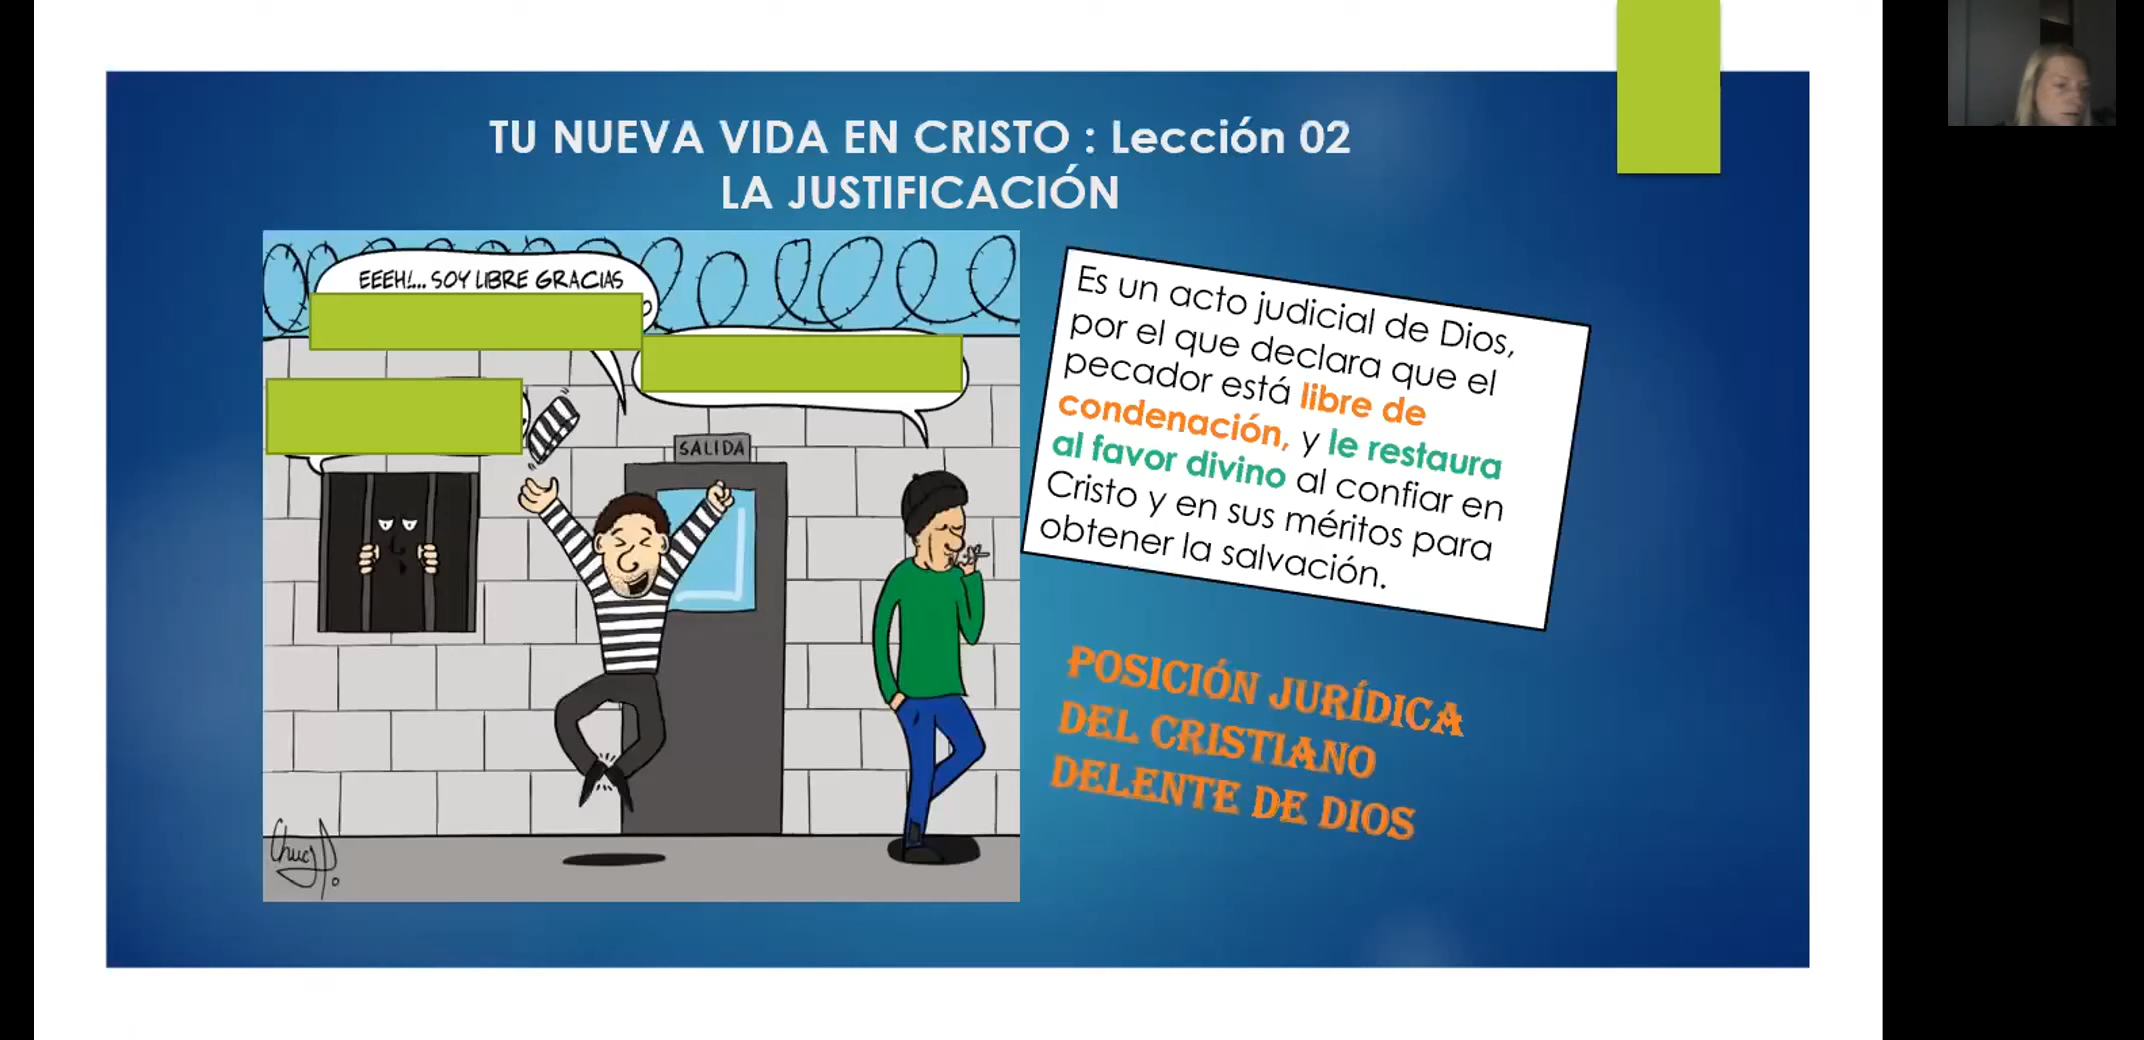 TU NUEVA VIDA EN CRISTO : Lección 02
LA JUSTIFICACIÓN
EEEH!... SOY LIBRE GRACIAS
SALIDA
Es un acto judicial de Dios,
por el que declara que el
pecador está libre de
condenación, y le restaura
al favor divino al confiar en
Cristo y en sus méritos para
obtener la salvación.
POSICIÓN JURÍDICA
DEL CRISTIANO
DELENTE DE DIOS